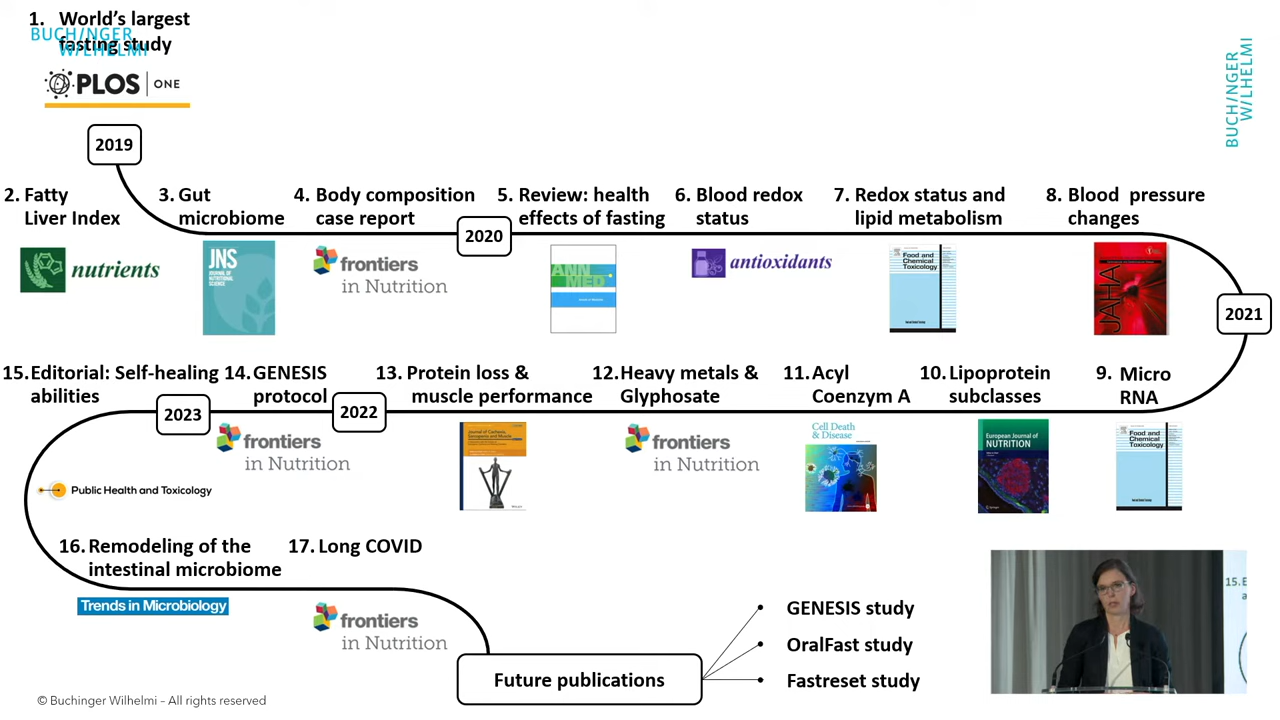 1. World's largest
fasting study
BUCH/NGER
W/LHELMI
PLOS ONE
BUCH/NGER
W/LHELMI
2019
2. Fatty
Liver Index
3. Gut
microbiome
4. Body composition
case report
5. Review: health
effects of fasting
6. Blood redox
status
7. Redox status and
lipid metabolism
8. Blood pressure
changes
2020
nutrients
JNS
JOURNAL OF
NUTRITIONAL
SCIENCE
frontiers
in Nutrition
ANN
MED
antioxidants
Food and
Chemical
Toxicology
JAHA
2021
15. Editorial: Self-healing
abilities
14. GENESIS
protocol
13. Protein loss &
muscle performance
12. Heavy metals &
Glyphosate
11. Acyl
Coenzym A
10. Lipoprotein
subclasses
9. Micro
RNA
2023
2022
frontiers
in Nutrition
Journal of Cachexia,
Sarcopenia and Muscle
frontiers
in Nutrition
Cell Death
& Disease
European Journal of
NUTRITION
Food and
Chemical
Toxicology
Public Health and Toxicology
16. Remodeling of the
intestinal microbiome
17. Long COVID
Trends in Microbiology
frontiers
in Nutrition
Future publications
GENESIS study
OralFast study
Fastreset study
15. E
a
© Buchinger Wilhelmi – All rights reserved